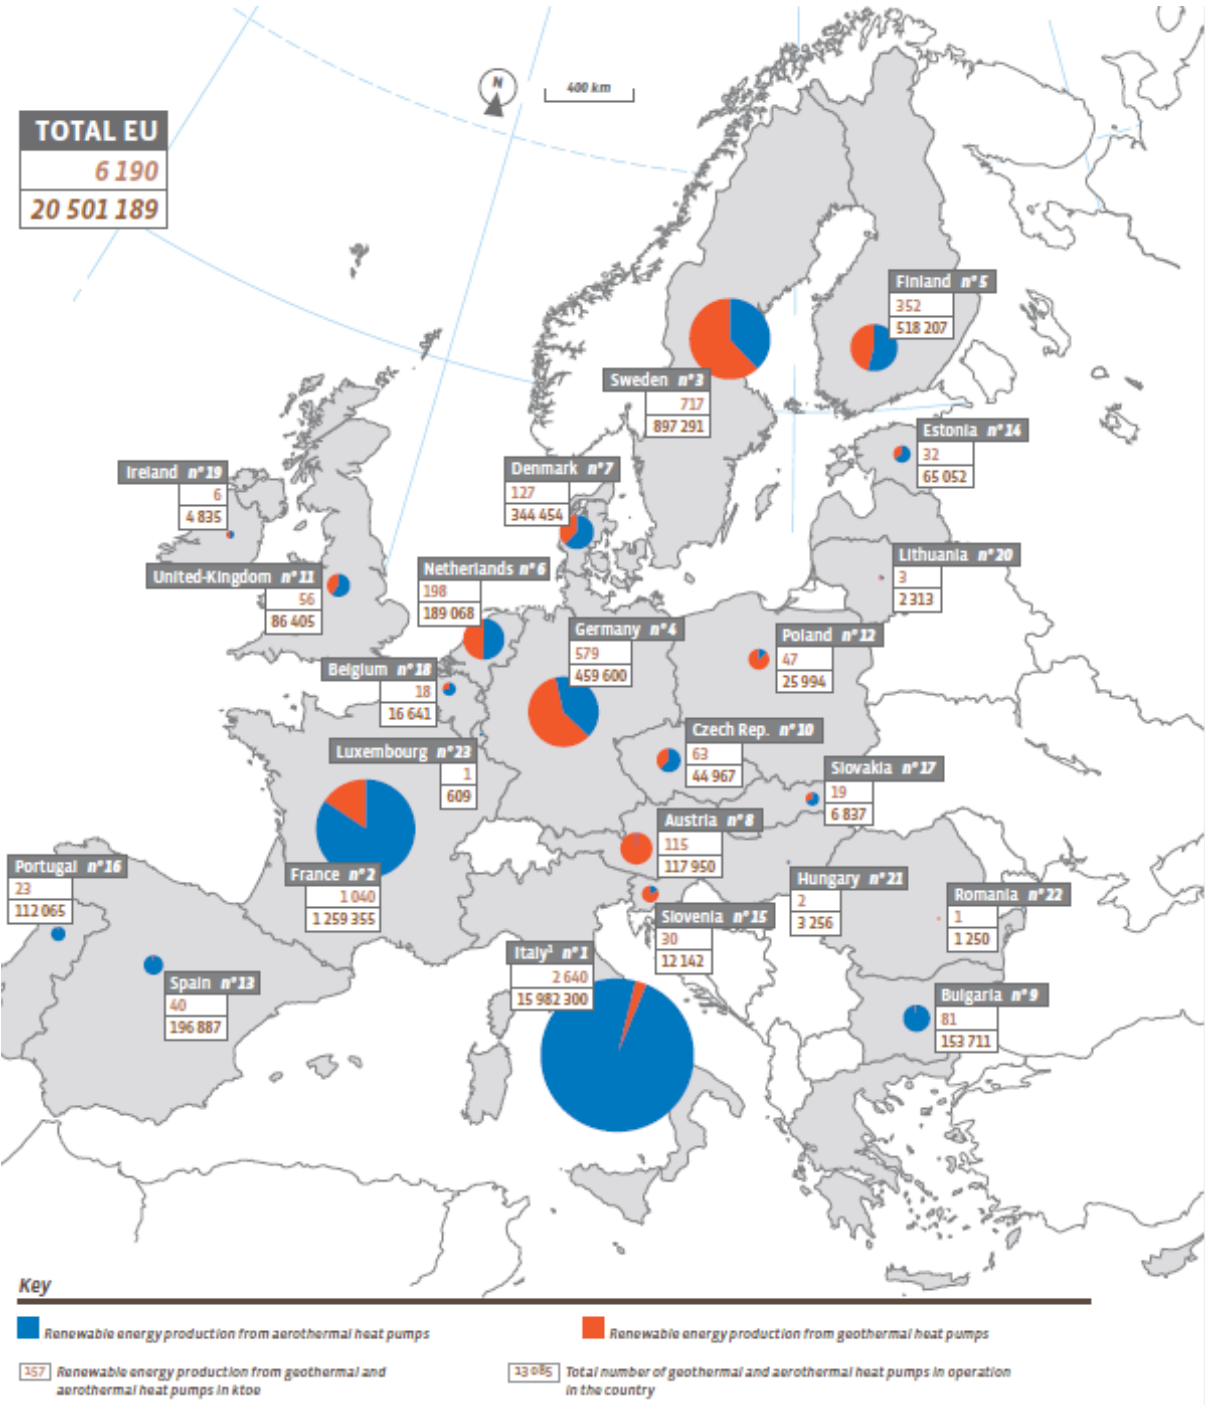 N
400 km
TOTAL EU
6 190
20 501 189
Finland n°5
352
518 207
Sweden n°3
717
897 291
Estonia n°14
32
65 052
Ireland n°19
6
4 835
Denmark n°7
127
344 454
Lithuania n°20
3
2 313
United-Kingdom n°11
56
86 405
Netherlands n°6
198
189 068
Germany n°4
579
459 600
Poland n°12
47
25 994
Belgium n°18
18
16 641
Czech Rep. n°10
63
44 967
Luxembourg n°23
1
609
Slovakia n°17
19
6 837
Austria n°8
115
117 950
Portugal n°16
23
112 065
France n°2
1 040
1 259 355
Hungary n°21
2
3 256
Romania n°22
1
1 250
Slovenia n°15
30
12 142
Italy¹ n°1
2 640
15 982 300
Spain n°13
40
196 887
Bulgaria n°9
81
153 711
Key
Renewable energy production from aerothermal heat pumps
Renewable energy production from geothermal heat pumps
157 Renewable energy production from geothermal and
aerothermal heat pumps in ktoe
13 085 Total number of geothermal and aerothermal heat pumps in operation
in the country